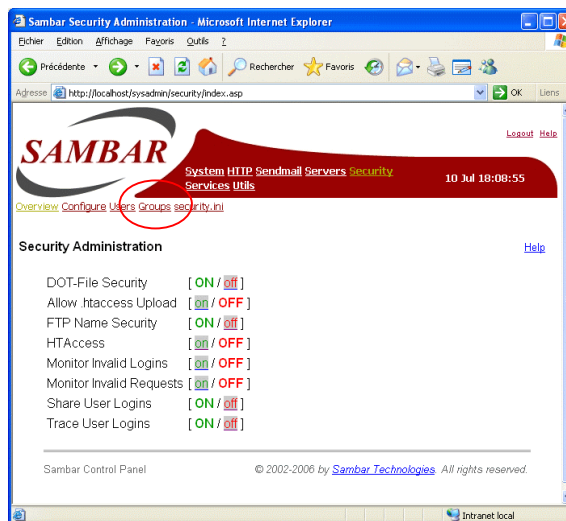 Sambar Security Administration - Microsoft Internet Explorer
Fichier Edition Affichage Favoris Outils ?
Précédente Rechercher Favoris
Adresse http://localhost/sysadmin/security/index.asp OK Liens
SAMBAR
Logout Help
System HTTP Sendmail Servers Security
Services Utils
10 Jul 18:08:55
Overview Configure Users Groups security.ini
Security Administration Help
DOT-File Security [ ON / off ]
Allow .htaccess Upload [ on / OFF ]
FTP Name Security [ ON / off ]
HTAccess [ on / OFF ]
Monitor Invalid Logins [ on / OFF ]
Monitor Invalid Requests [ on / OFF ]
Share User Logins [ ON / off ]
Trace User Logins [ ON / off ]
Sambar Control Panel © 2002-2006 by Sambar Technologies. All rights reserved.
Intranet local